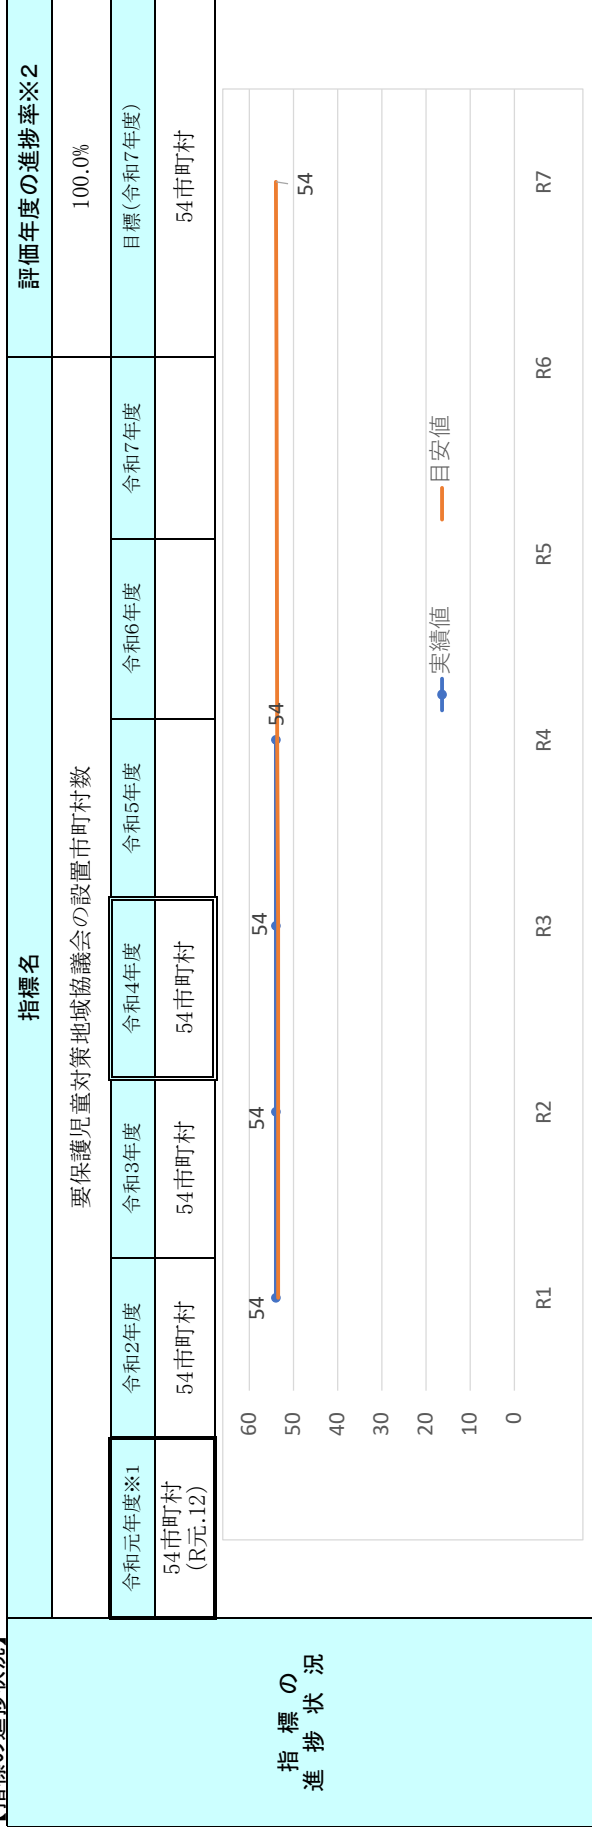 【指標の進捗状況】
指標名
評価年度の進捗率※2
要保護児童対策地域協議会の設置市町村数
100.0%
令和元年度※1
令和2年度
令和3年度
令和4年度
令和5年度
令和6年度
令和7年度
目標(令和7年度)
54市町村
(R元.12)
54市町村
54市町村
54市町村
54市町村
指標の
進捗状況
60
50
40
30
20
10
0
54
54
54
54
54
実績値
目安値
R1
R2
R3
R4
R5
R6
R7